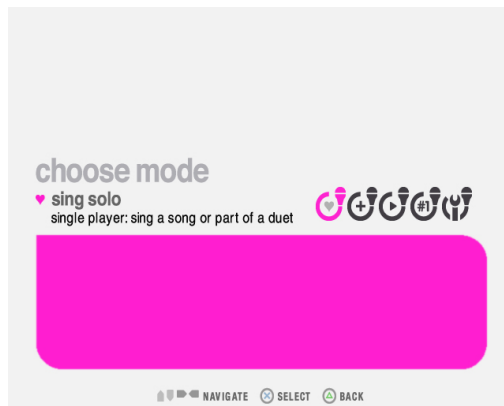 choose mode
sing solo
single player: sing a song or part of a duet
#1
NAVIGATE SELECT BACK